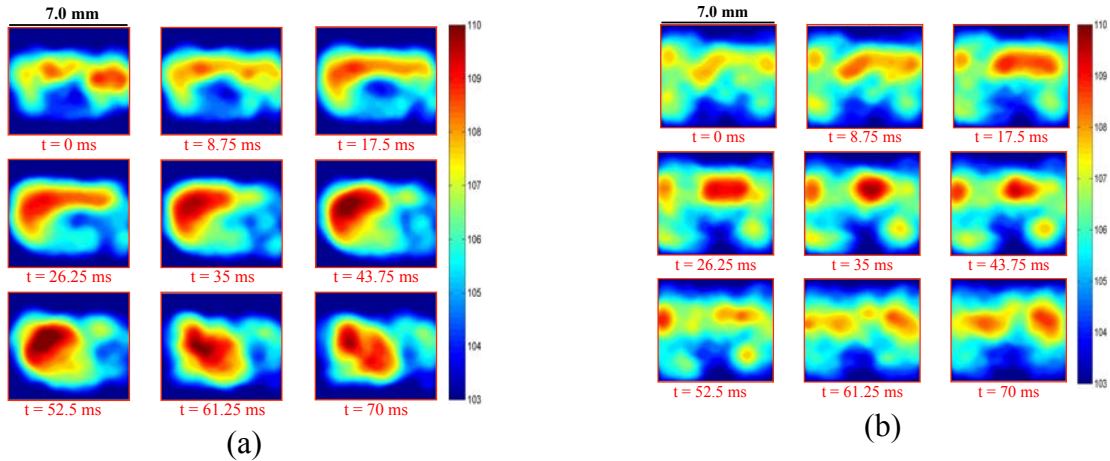 7.0 mm
t = 0 ms
t = 8.75 ms
t = 17.5 ms
t = 26.25 ms
t = 35 ms
t = 43.75 ms
t = 52.5 ms
t = 61.25 ms
t = 70 ms
110
109
108
107
106
105
104
103
(a)
7.0 mm
t = 0 ms
t = 8.75 ms
t = 17.5 ms
t = 26.25 ms
t = 35 ms
t = 43.75 ms
t = 52.5 ms
t = 61.25 ms
t = 70 ms
110
109
108
107
106
105
104
103
(b)